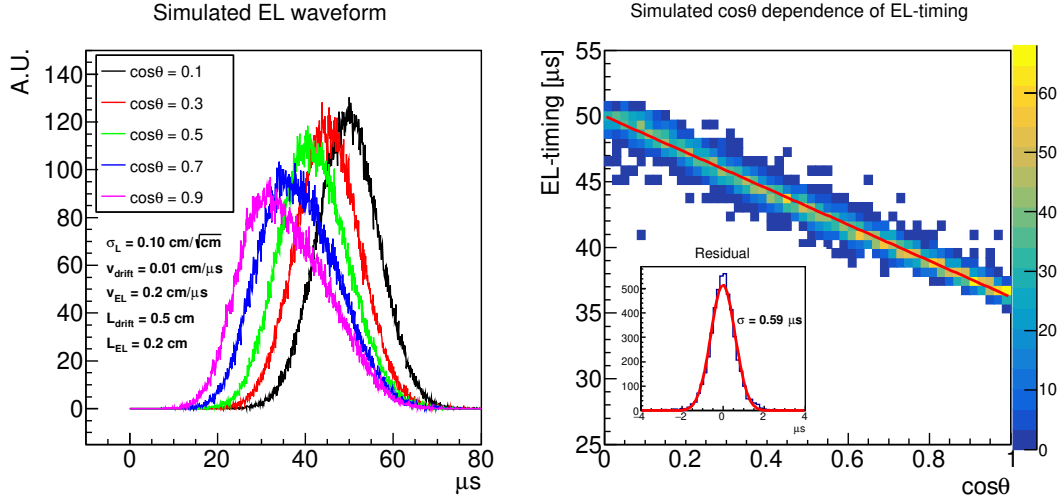 Simulated EL waveform
A.U.
140
120
100
80
60
40
20
0
cosθ = 0.1
cosθ = 0.3
cosθ = 0.5
cosθ = 0.7
cosθ = 0.9
σL = 0.10 cm/√cm
vdrift = 0.01 cm/μs
vEL = 0.2 cm/μs
Ldrift = 0.5 cm
LEL = 0.2 cm
0 20 40 60 80
μs
Simulated cosθ dependence of EL-timing
EL-timing [μs]
55
50
45
40
35
30
25
0 0.2 0.4 0.6 0.8 1
cosθ
Residual
500
400
300
200
100
0
σ = 0.59 μs
−4 −2 0 2 4
μs
60
50
40
30
20
10
0